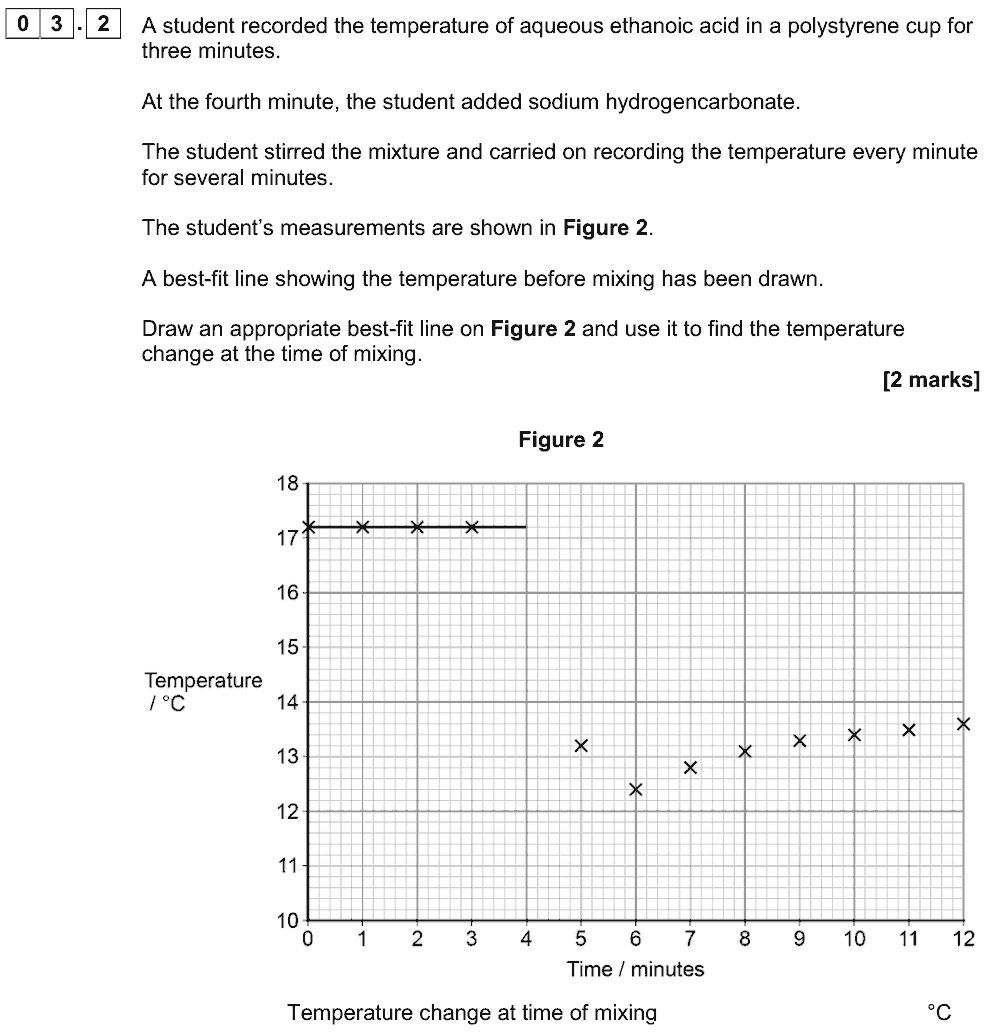 0 3 . 2 A student recorded the temperature of aqueous ethanoic acid in a polystyrene cup for
three minutes.
At the fourth minute, the student added sodium hydrogencarbonate.
The student stirred the mixture and carried on recording the temperature every minute
for several minutes.
The student's measurements are shown in Figure 2.
A best-fit line showing the temperature before mixing has been drawn.
Draw an appropriate best-fit line on Figure 2 and use it to find the temperature
change at the time of mixing.
[2 marks]
Figure 2
18
17
16
15
Temperature
/ °C
14
13
12
11
10
0 1 2 3 4 5 6 7 8 9 10 11 12
Time / minutes
Temperature change at time of mixing °C